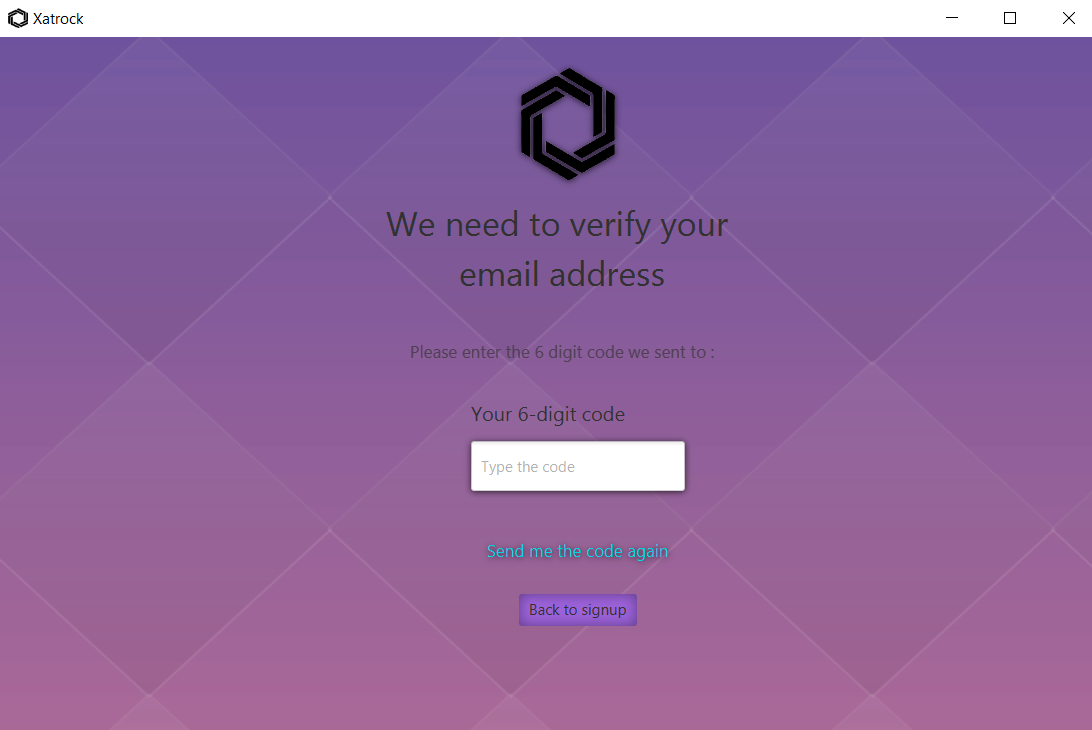 Xatrock
We need to verify your
email address
Please enter the 6 digit code we sent to :
Your 6-digit code
Type the code
Send me the code again
Back to signup